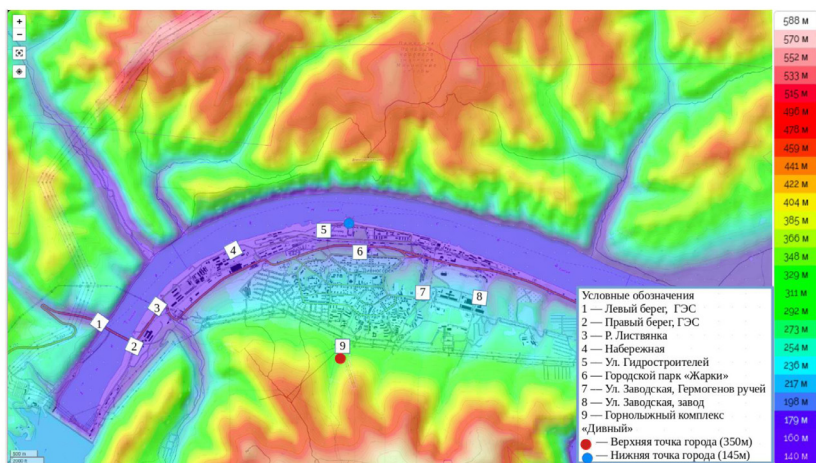 588 м
570 м
552 м
533 м
515 м
496 м
478 м
459 м
441 м
422 м
404 м
385 м
366 м
348 м
329 м
311 м
292 м
273 м
254 м
236 м
217 м
198 м
179 м
160 м
140 м
5
4
6
7
8
3
1
2
9
Условные обозначения
1 — Левый берег, ГЭС
2 — Правый берег, ГЭС
3 — Р. Листвянка
4 — Набережная
5 — Ул. Гидростроителей
6 — Городской парк «Жарки»
7 — Ул. Заводская, Гермогенов ручей
8 — Ул. Заводская, завод
9 — Горнолыжный комплекс
«Дивный»
— Верхняя точка города (350м)
— Нижняя точка города (145м)